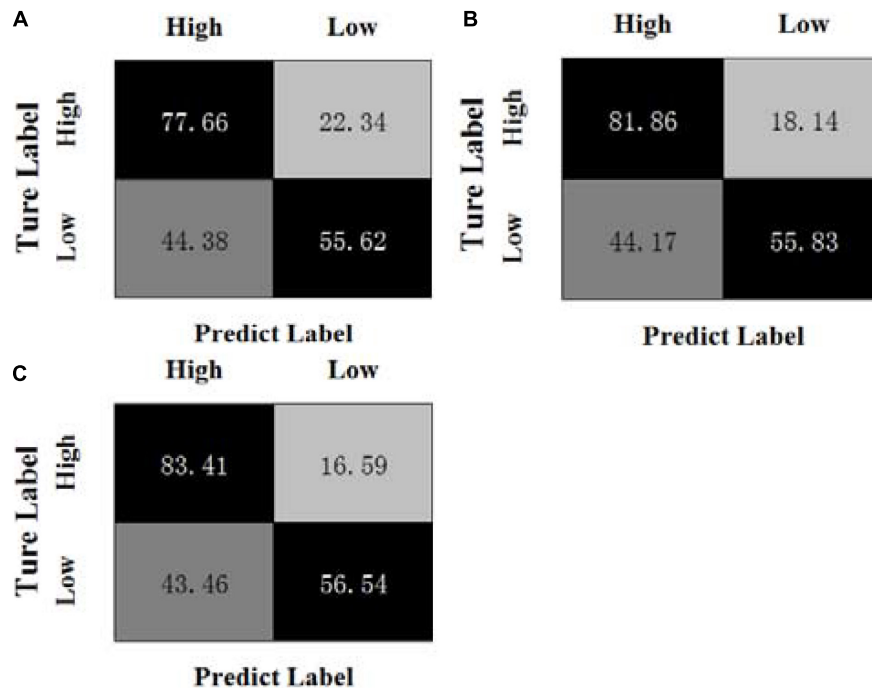 A
High Low
Ture Label
High
77.66 22.34
Low
44.38 55.62
Predict Label
B
High Low
Ture Label
High
81.86 18.14
Low
44.17 55.83
Predict Label
C
High Low
Ture Label
High
83.41 16.59
Low
43.46 56.54
Predict Label